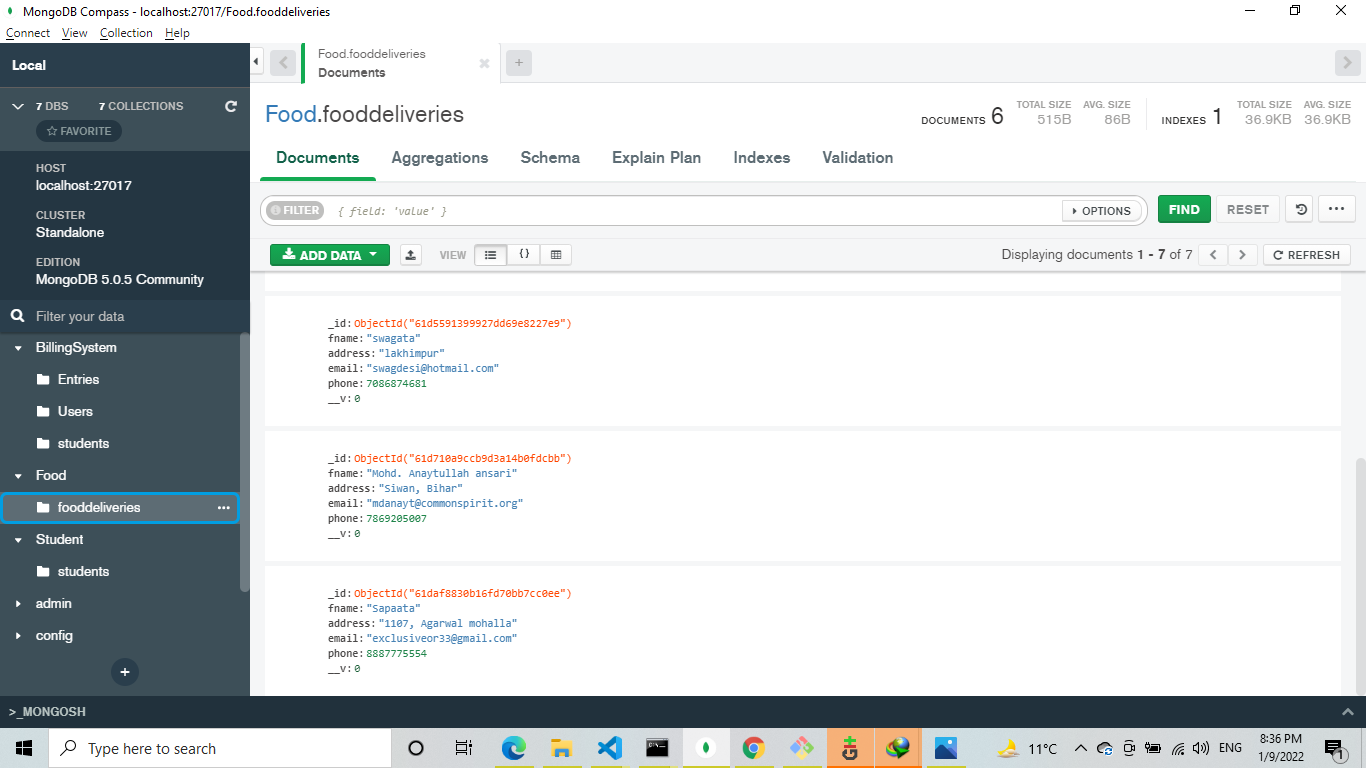 MongoDB Compass - localhost:27017/Food.fooddeliveries
Connect View Collection Help
Local
7 DBS 7 COLLECTIONS
FAVORITE
HOST
localhost:27017
CLUSTER
Standalone
EDITION
MongoDB 5.0.5 Community
Filter your data
BillingSystem
Entries
Users
students
Food
fooddeliveries
Student
students
admin
config
Food.fooddeliveries
Documents
Food.fooddeliveries
DOCUMENTS 6 TOTAL SIZE 515B AVG. SIZE 86B INDEXES 1 TOTAL SIZE 36.9KB AVG. SIZE 36.9KB
Documents Aggregations Schema Explain Plan Indexes Validation
FILTER { field: 'value' } OPTIONS FIND RESET
ADD DATA VIEW {} Displaying documents 1 - 7 of 7 REFRESH
_id: ObjectId("61d5591399927dd69e8227e9")
fname: "swagata"
address: "lakhimpur"
email: "swagdesi@hotmail.com"
phone: 7086874681
__v: 0
_id: ObjectId("61d710a9ccb9d3a14b0fdcbb")
fname: "Mohd. Anaytullah ansari"
address: "Siwan, Bihar"
email: "mdanayt@commonspirit.org"
phone: 7869205007
__v: 0
_id: ObjectId("61daf8830b16fd70bb7cc0ee")
fname: "Sapaata"
address: "1107, Agarwal mohalla"
email: "exclusiveor33@gmail.com"
phone: 8887775554
__v: 0
>_MONGOSH
Type here to search
11°C ENG 8:36 PM
1/9/2022
1